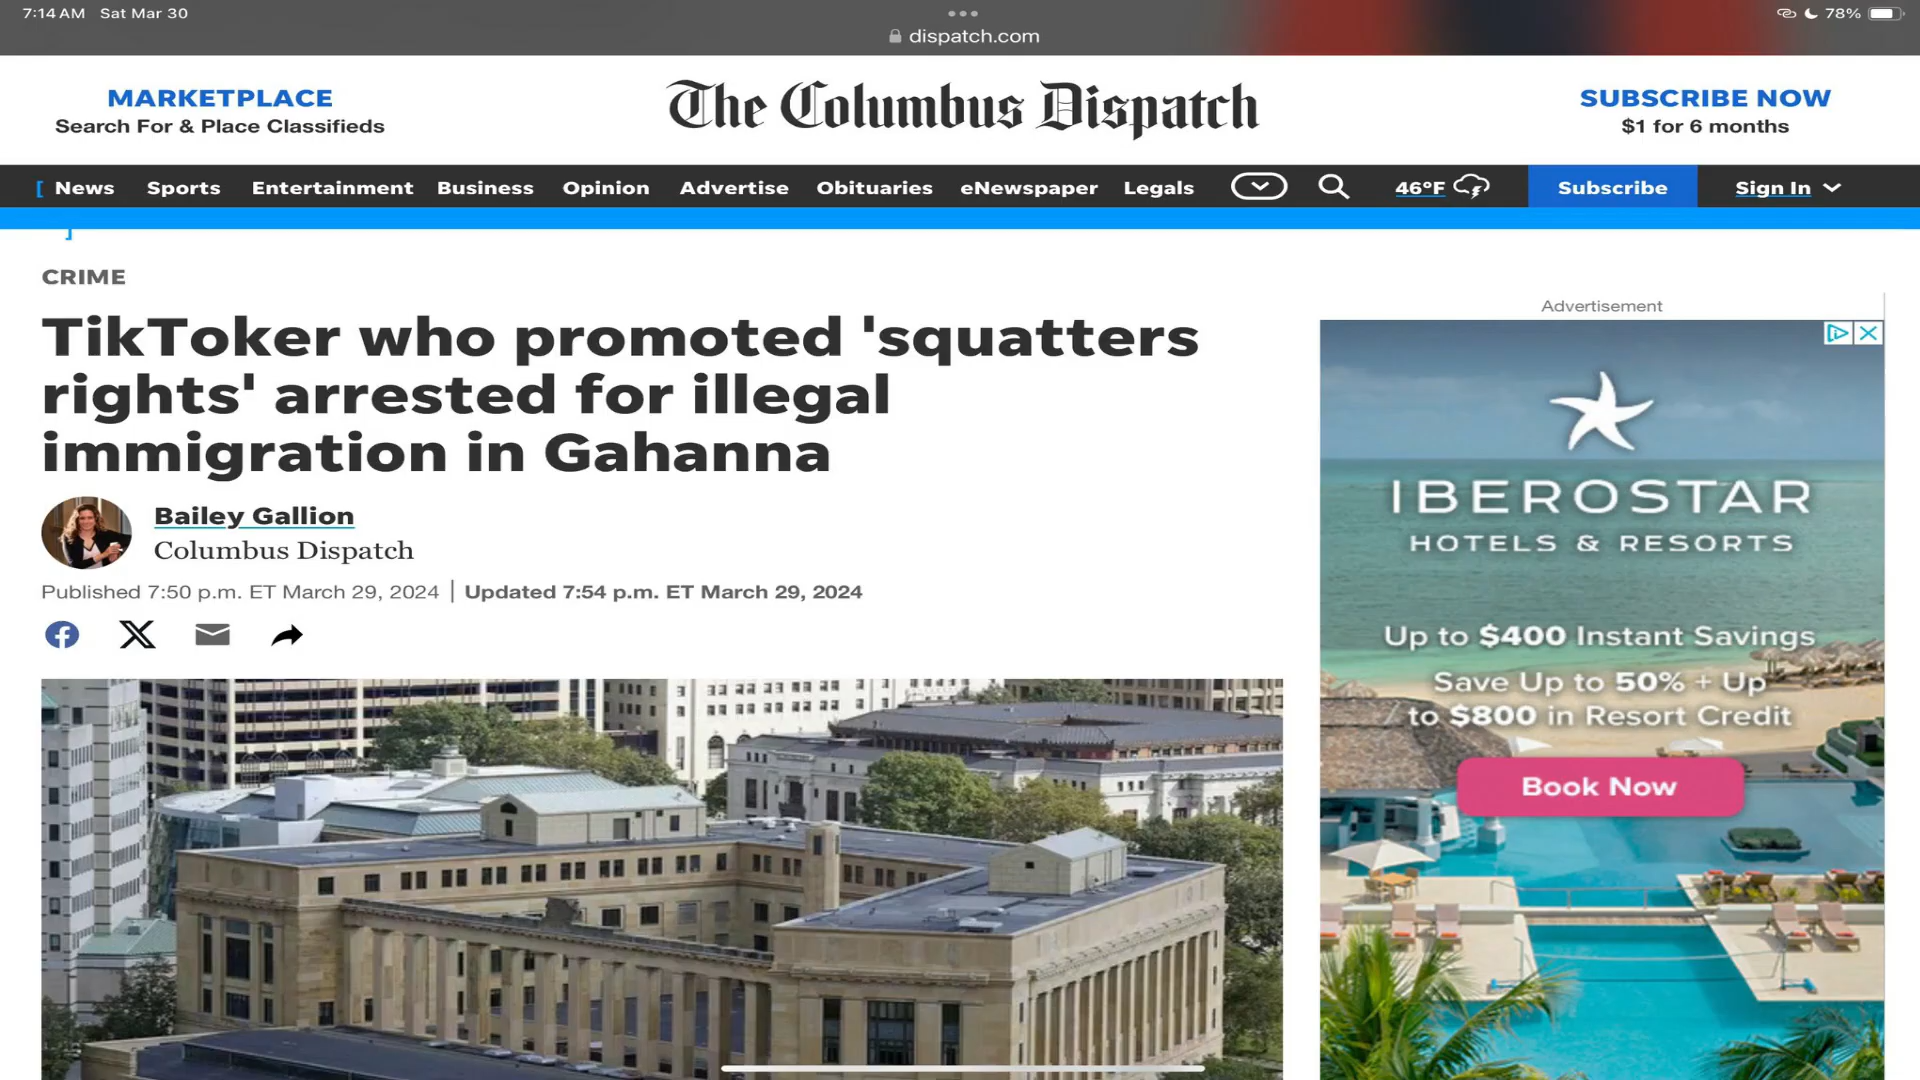 7:14 AM Sat Mar 30
78%
dispatch.com
MARKETPLACE
Search For & Place Classifieds
The Columbus Dispatch
SUBSCRIBE NOW
$1 for 6 months
[ News Sports Entertainment Business Opinion Advertise Obituaries eNewspaper Legals 46°F Subscribe Sign In
]
CRIME
TikToker who promoted 'squatters
rights' arrested for illegal
immigration in Gahanna
Bailey Gallion
Columbus Dispatch
Published 7:50 p.m. ET March 29, 2024 | Updated 7:54 p.m. ET March 29, 2024
Advertisement
IBEROSTAR
HOTELS & RESORTS
Up to $400 Instant Savings
Save Up to 50% + Up
to $800 in Resort Credit
Book Now